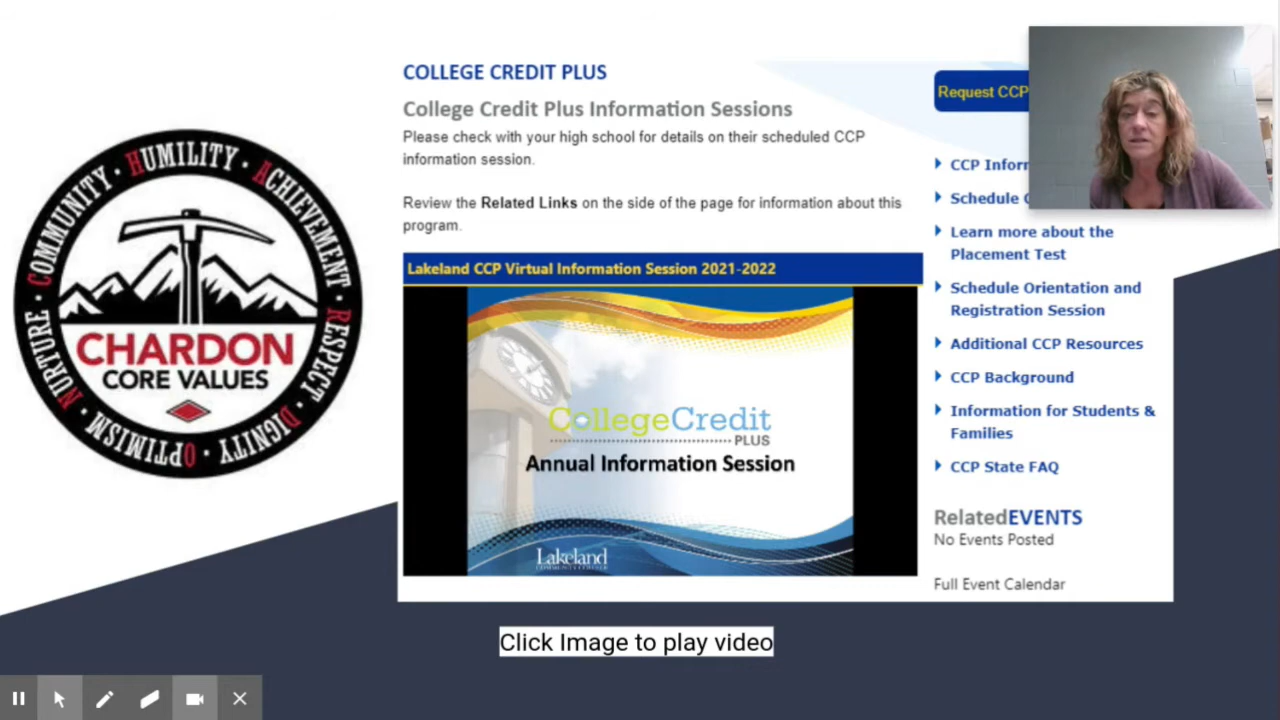 COMMUNITY · HUMILITY · ACHIEVEMENT · RESPECT · DIGNITY · OPTIMISM · NURTURE ·
CHARDON
CORE VALUES
COLLEGE CREDIT PLUS
College Credit Plus Information Sessions
Please check with your high school for details on their scheduled CCP
information session.
Review the Related Links on the side of the page for information about this
program.
Lakeland CCP Virtual Information Session 2021-2022
CollegeCredit
PLUS
Annual Information Session
Lakeland
COMMUNITY COLLEGE
Request CCP
CCP
Schedule
Learn more about the
Placement Test
Schedule Orientation and
Registration Session
Additional CCP Resources
CCP Background
Information for Students &
Families
CCP State FAQ
RelatedEVENTS
No Events Posted
Full Event Calendar
Click Image to play video